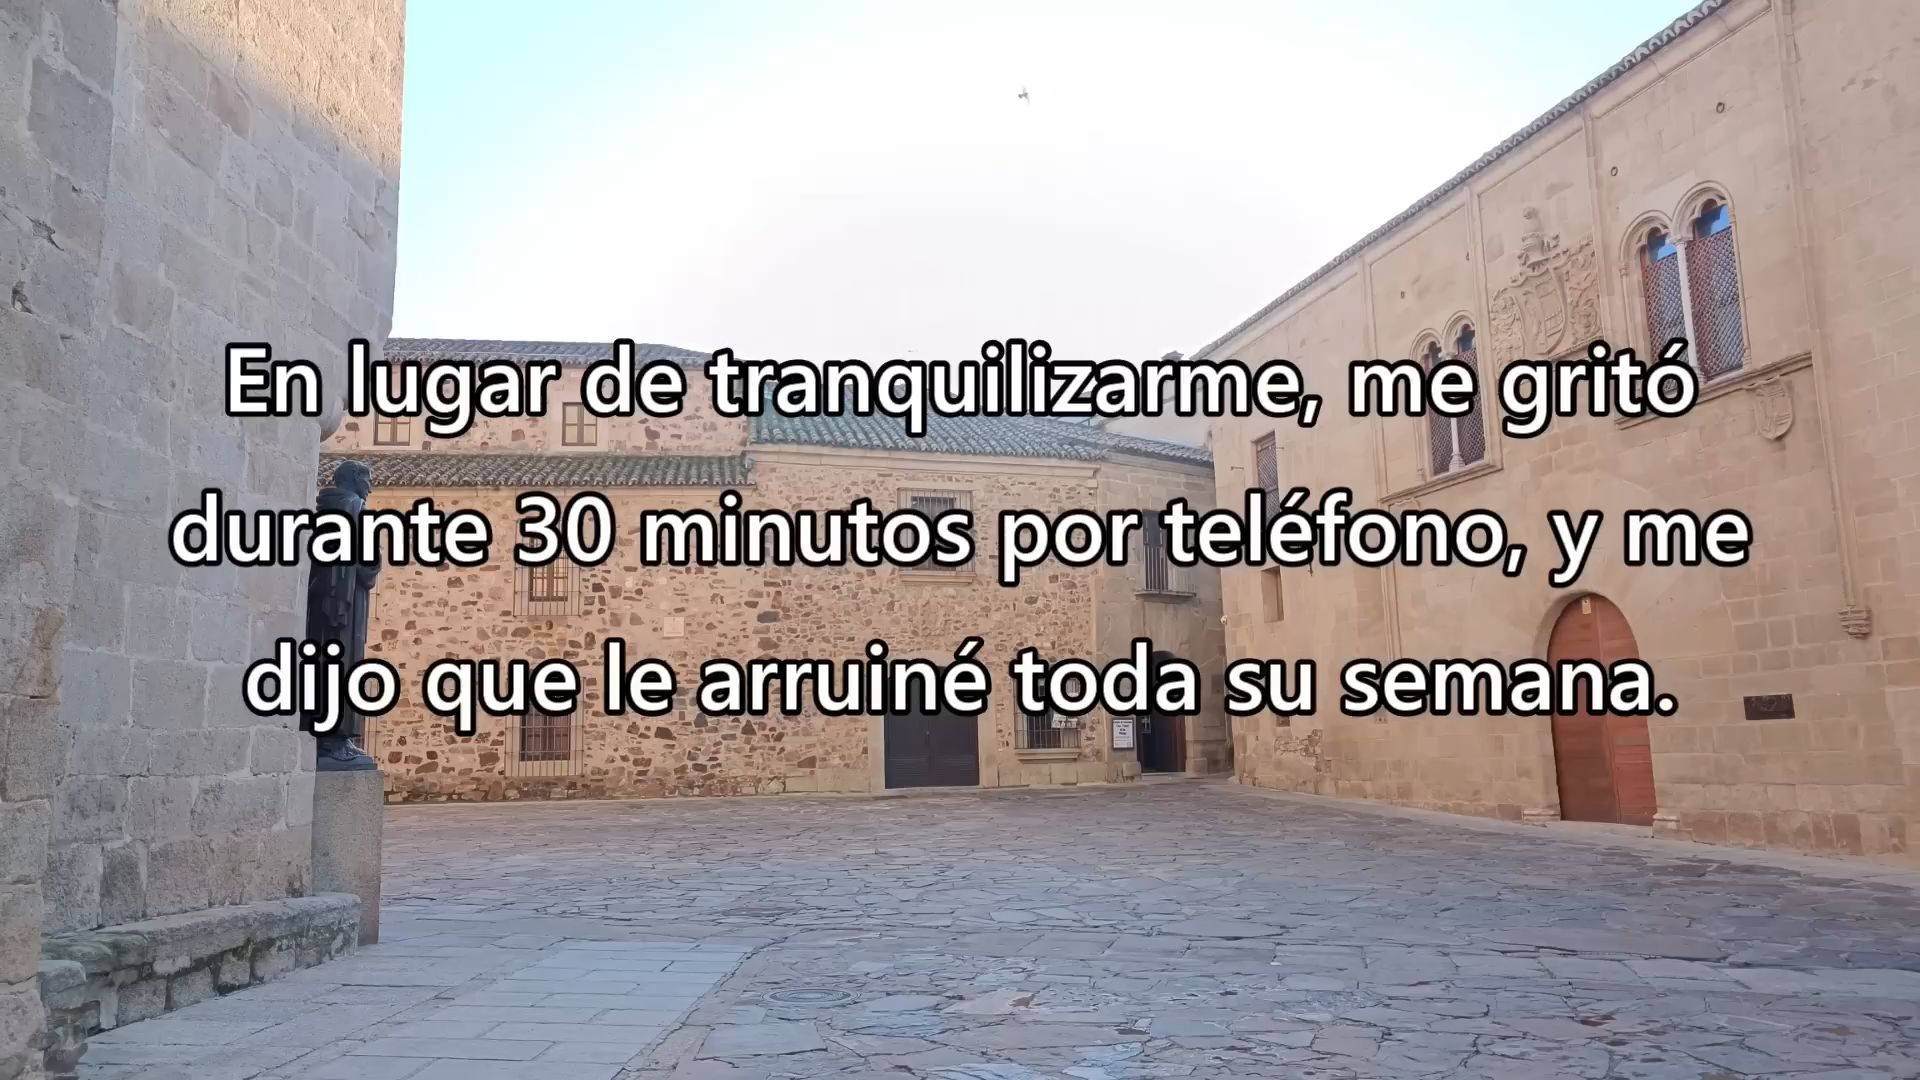 En lugar de tranquilizarme, me gritó
durante 30 minutos por teléfono, y me
dijo que le arruiné toda su semana.